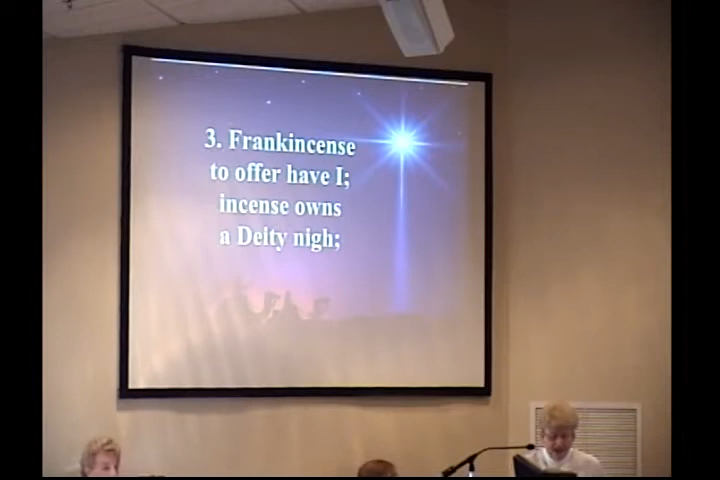 3. Frankincense
to offer have I;
incense owns
a Deity nigh;